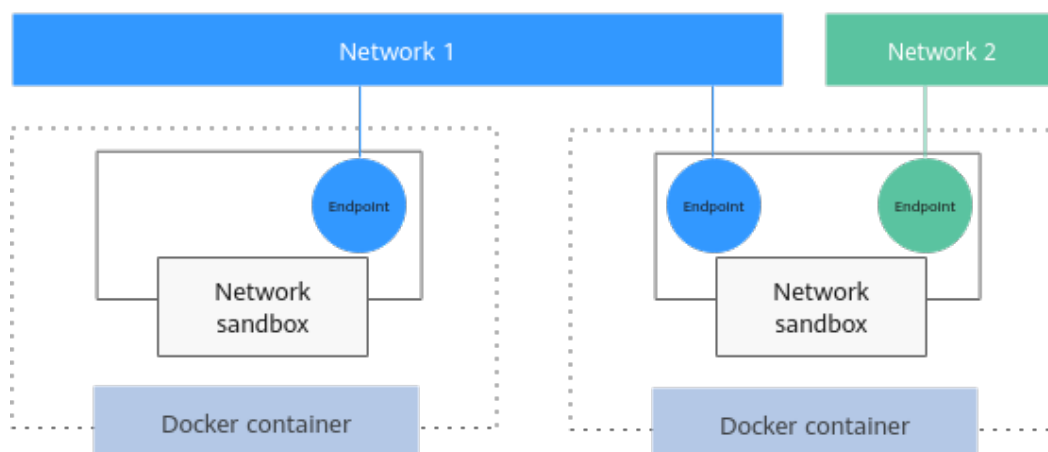 Network 1
Network 2
Endpoint
Endpoint
Endpoint
Network
sandbox
Network
sandbox
Docker container
Docker container